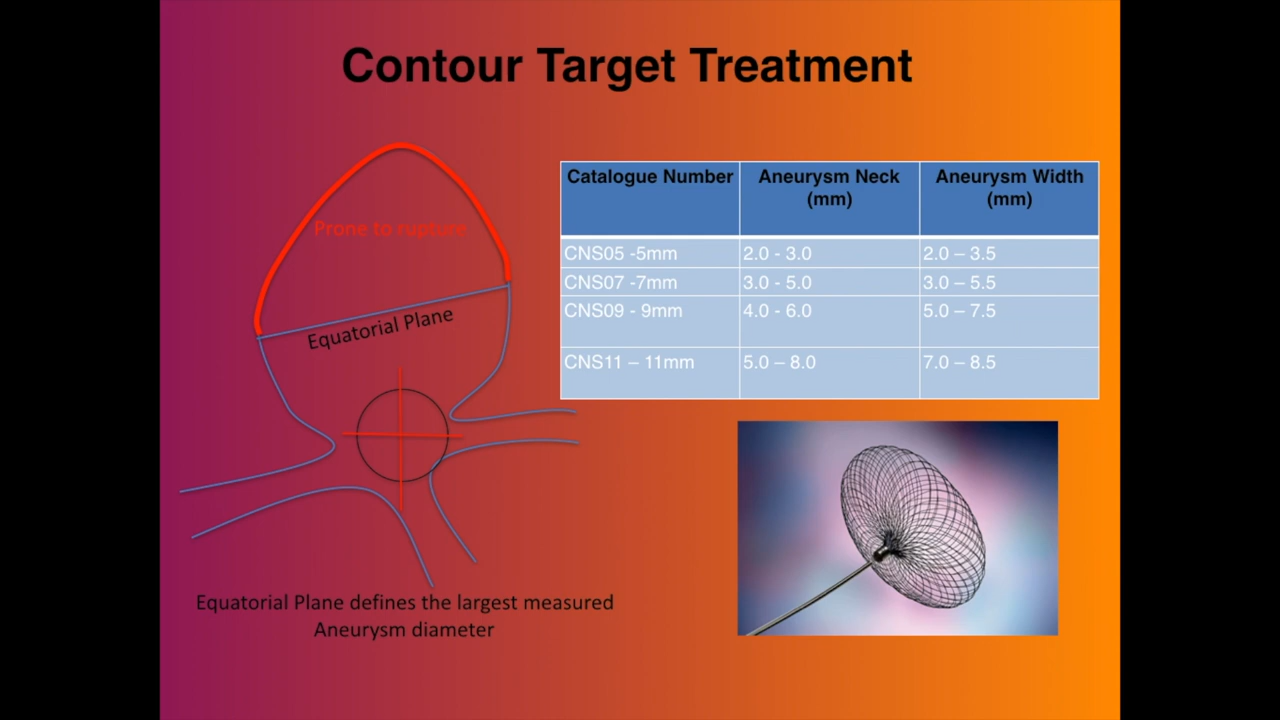 Contour Target Treatment
Prone to rupture
Equatorial Plane
Catalogue Number Aneurysm Neck (mm) Aneurysm Width (mm)
CNS05 -5mm 2.0 - 3.0 2.0 – 3.5
CNS07 -7mm 3.0 - 5.0 3.0 – 5.5
CNS09 - 9mm 4.0 - 6.0 5.0 – 7.5
CNS11 – 11mm 5.0 – 8.0 7.0 – 8.5
Equatorial Plane defines the largest measured
Aneurysm diameter